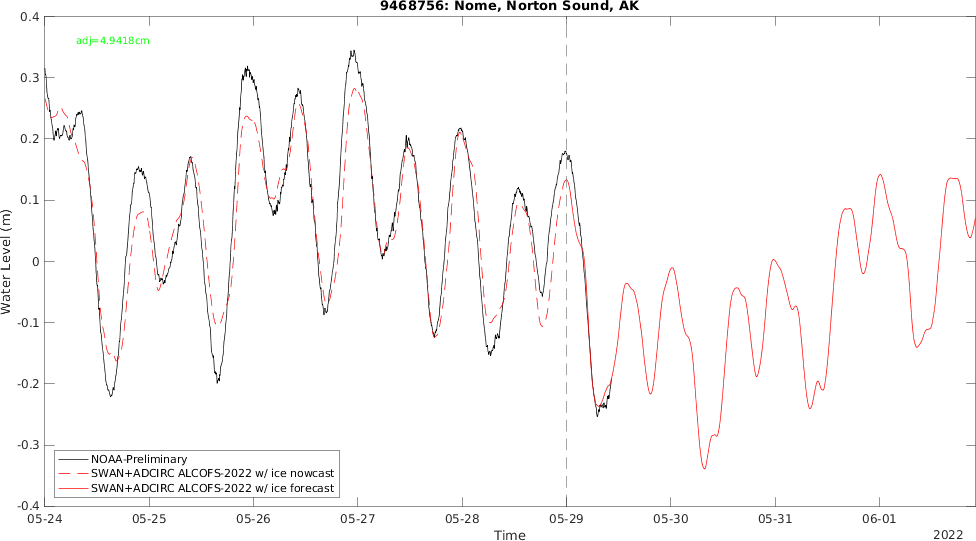 9468756: Nome, Norton Sound, AK
adj=4.9418cm
0.4
0.3
0.2
0.1
0
-0.1
-0.2
-0.3
-0.4
Water Level (m)
NOAA-Preliminary
SWAN+ADCIRC ALCOFS-2022 w/ ice nowcast
SWAN+ADCIRC ALCOFS-2022 w/ ice forecast
05-24 05-25 05-26 05-27 05-28 05-29 05-30 05-31 06-01
Time
2022